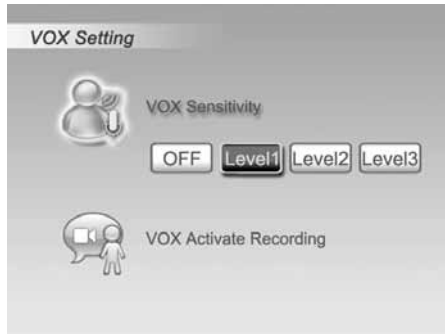 VOX Setting
VOX Sensitivity
OFF Level1 Level2 Level3
VOX Activate Recording